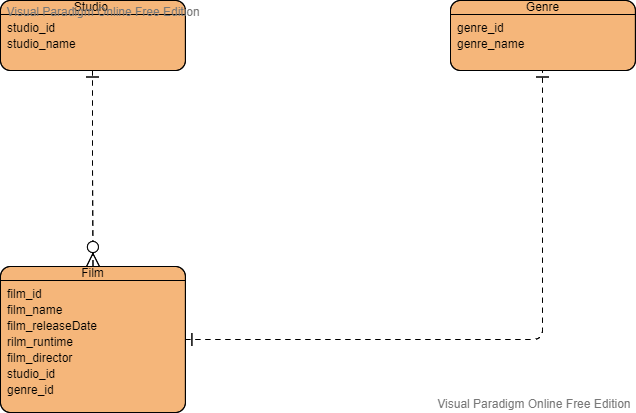 Studio
Visual Paradigm Online Free Edition
studio_id
studio_name
Genre
genre_id
genre_name
Film
film_id
film_name
film_releaseDate
rilm_runtime
film_director
studio_id
genre_id
Visual Paradigm Online Free Edition